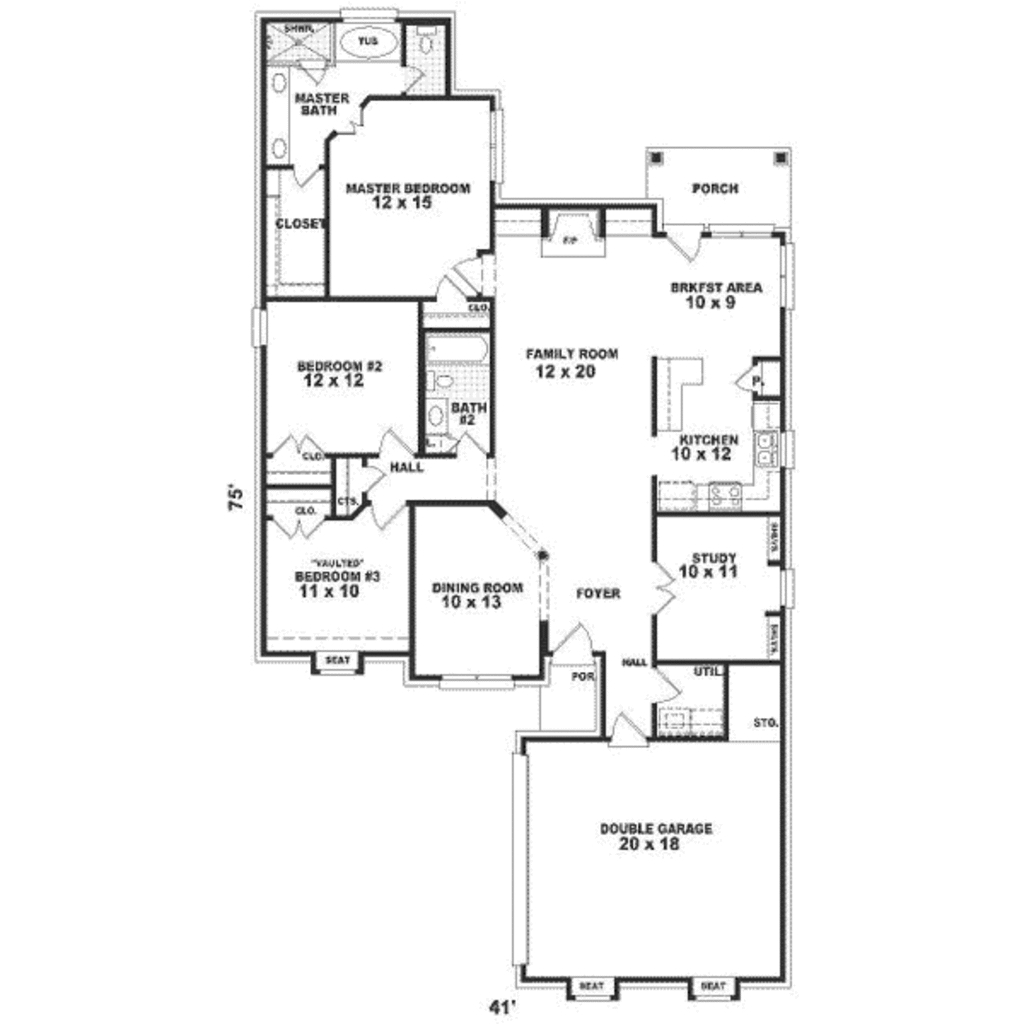 SHWR.
TUB
MASTER
BATH
MASTER BEDROOM
12 x 15
PORCH
CLOSET
F/P
BRKFST AREA
10 x 9
CLO.
FAMILY ROOM
12 x 20
BEDROOM #2
12 x 12
P.
BATH
#2
L.
KITCHEN
10 x 12
CLO.
HALL
75'
CTS.
CLO.
SHLVS.
"VAULTED"
BEDROOM #3
11 x 10
STUDY
10 x 11
DINING ROOM
10 x 13
FOYER
SHLVS.
SEAT
HALL
UTIL.
POR.
STO.
DOUBLE GARAGE
20 x 18
SEAT
SEAT
41'